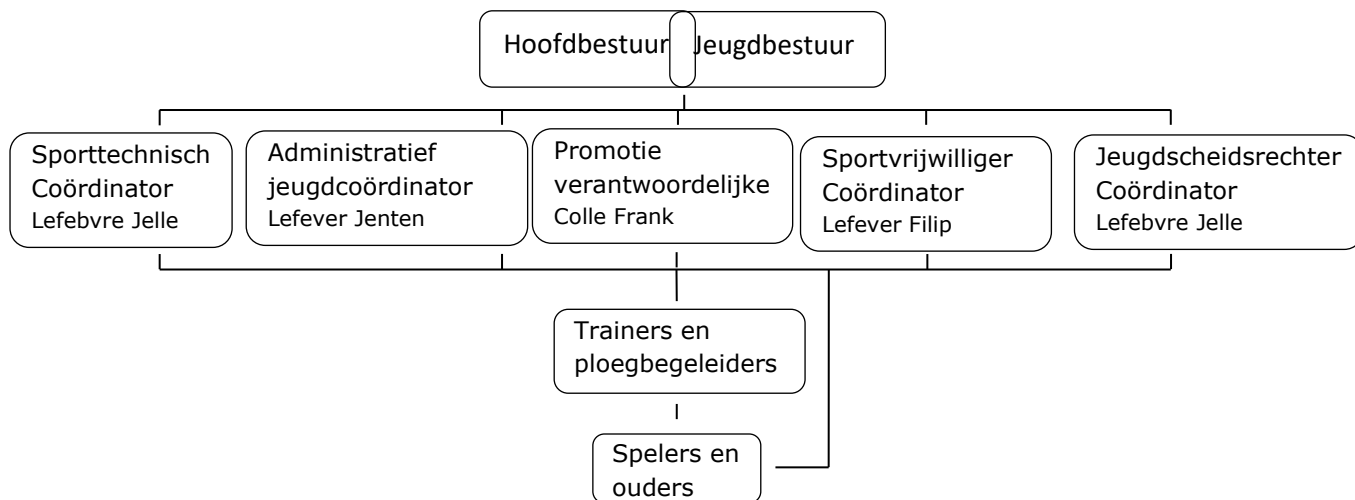 Hoofdbestuur
Jeugdbestuur
Sporttechnisch
Coördinator
Lefebvre Jelle
Administratief
jeugdcoördinator
Lefever Jenten
Promotie
verantwoordelijke
Colle Frank
Sportvrijwilliger
Coördinator
Lefever Filip
Jeugdscheidsrechter
Coördinator
Lefebvre Jelle
Trainers en
ploegbegeleiders
Spelers en
ouders